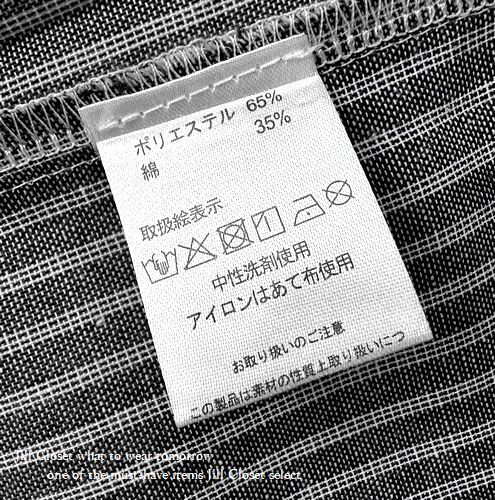 ポリエステル 65%
綿 35%
取扱絵表示
中性洗剤使用
アイロンはあて布使用
お取り扱いのご注意
この製品は素材の性質上取り扱いにつ
Jill Closet what to wear tomorrow
one of the musthave items Jill Closet select